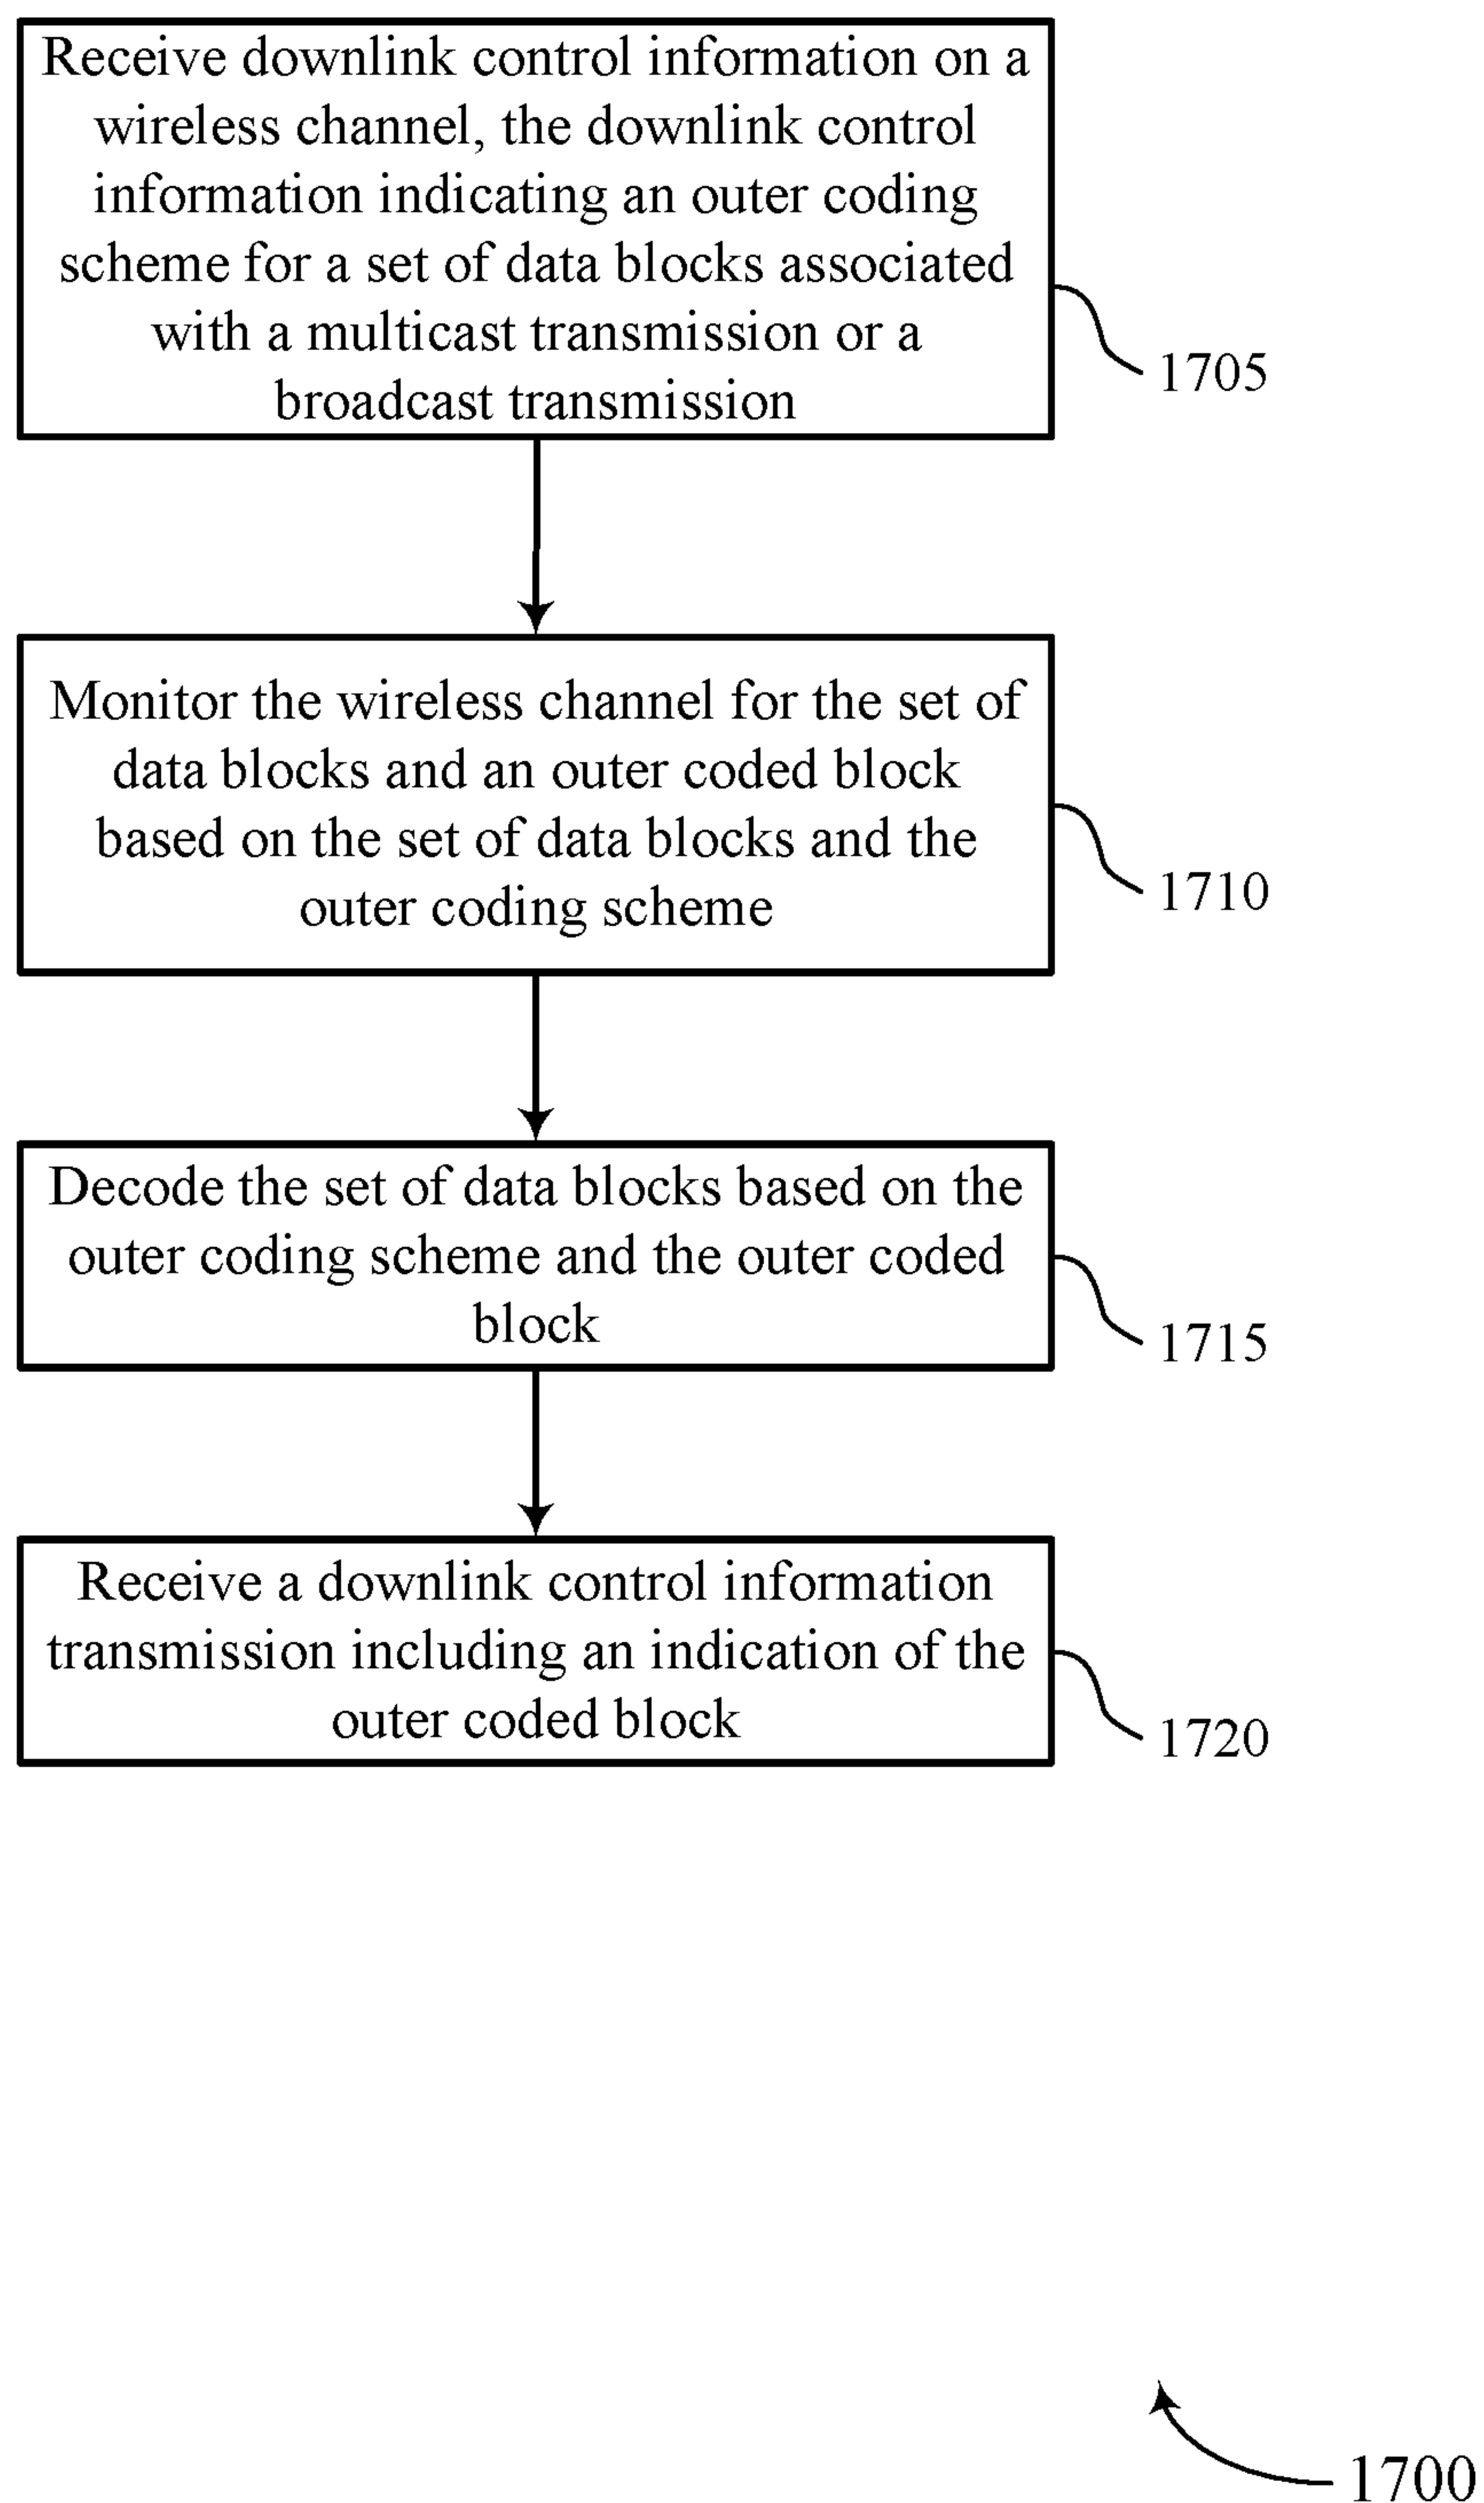 Receive downlink control information on a
wireless channel, the downlink control
information indicating an outer coding
scheme for a set of data blocks associated
with a multicast transmission or a
broadcast transmission
1705
Monitor the wireless channel for the set of
data blocks and an outer coded block
based on the set of data blocks and the
outer coding scheme
1710
Decode the set of data blocks based on the
outer coding scheme and the outer coded
block
1715
Receive a downlink control information
transmission including an indication of the
outer coded block
1720
1700